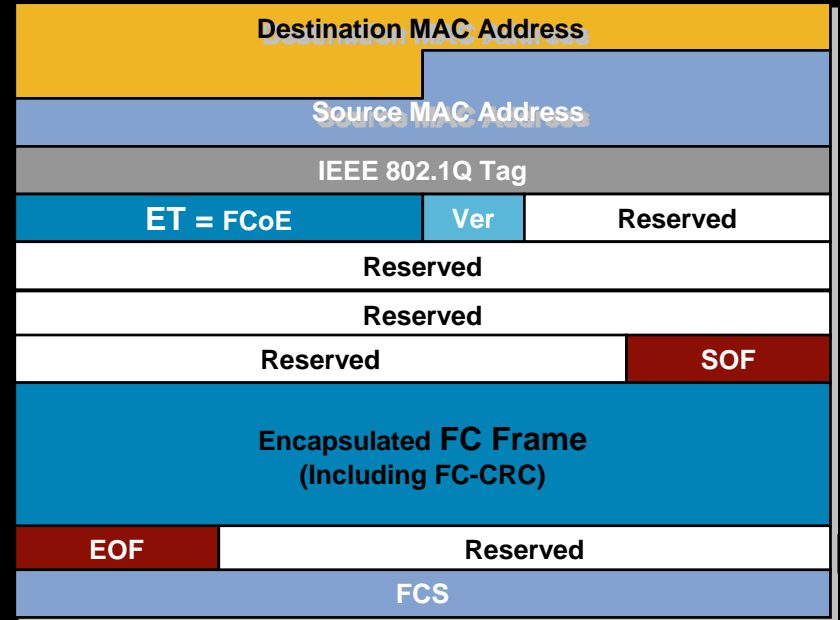 Destination MAC Address
Source MAC Address
IEEE 802.1Q Tag
ET = FCoE
Ver
Reserved
Reserved
Reserved
Reserved
SOF
Encapsulated FC Frame
(Including FC-CRC)
EOF
Reserved
FCS